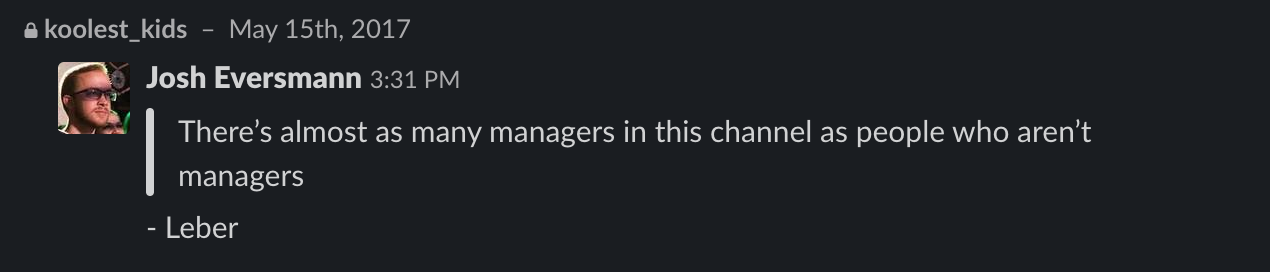 koolest_kids – May 15th, 2017
Josh Eversmann 3:31 PM
There’s almost as many managers in this channel as people who aren’t
managers
- Leber